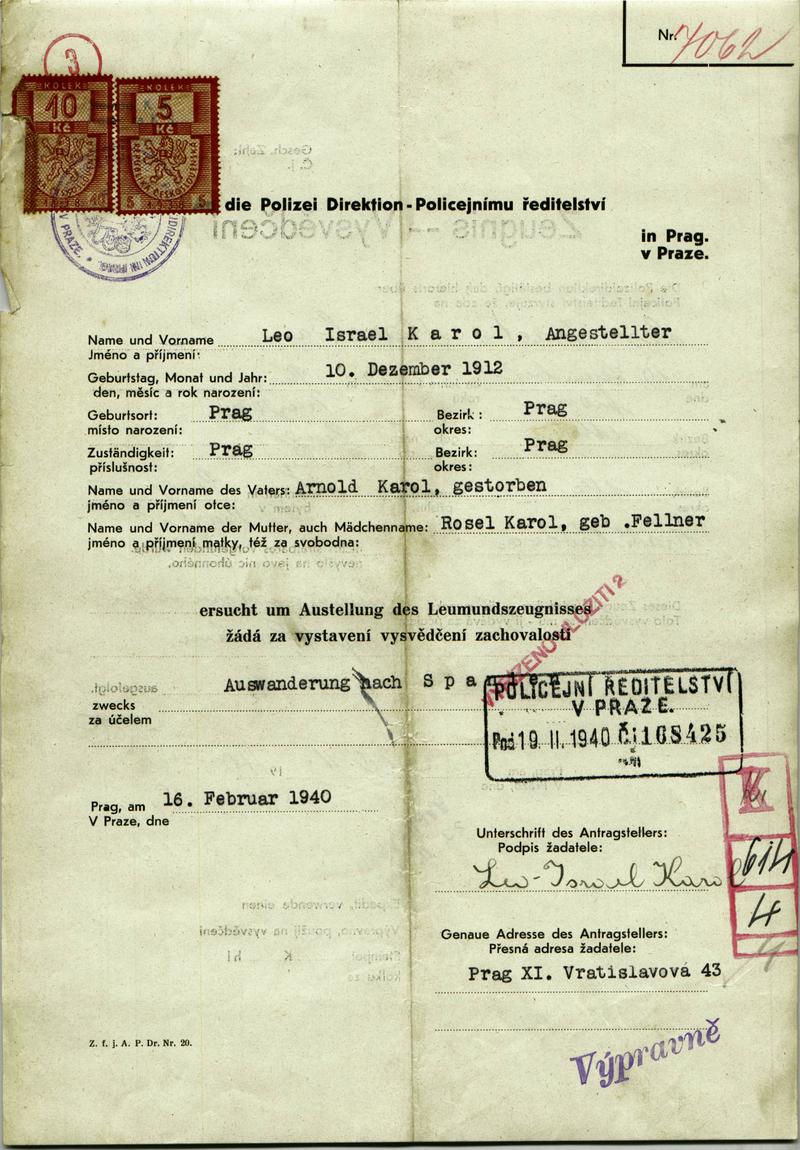 Nr. 7062
3
KOLEK
10
Kč
KOLEK
5
Kč
die Polizei Direktion - Policejnímu ředitelství
in Prag.
v Praze.
V PRAZE.
Name und Vorname Leo Israel K a r o l , Angestellter
Jméno a příjmení:
Geburtstag, Monat und Jahr: 10. Dezember 1912
den, měsíc a rok narození:
Geburtsort: Prag Bezirk: Prag
místo narození: okres:
Zuständigkeit: Prag Bezirk: Prag
příslušnost: okres:
Name und Vorname des Vaters: Arnold Karol, gestorben
jméno a příjmení otce:
Name und Vorname der Mutter, auch Mädchenname: Rosel Karol, geb .Fellner
jméno a příjmení matky, též za svobodna:
ersucht um Austellung des Leumundszeugnisses
žádá za vystavení vysvědčení zachovalosti
Auswanderung nach S p a
zwecks
za účelem
POLICEJNÍ ŘEDITELSTVÍ
V PRAZE.
19. II. 1940 Č: 168425
Prag, am 16. Februar 1940
V Praze, dne
K
614
4
Unterschrift des Antragstellers:
Podpis žadatele:
Leo-Israel Karol
Genaue Adresse des Antragstellers:
Přesná adresa žadatele:
Prag XI. Vratislavová 43
Z. f. j. A. P. Dr. Nr. 20.
Výpravně